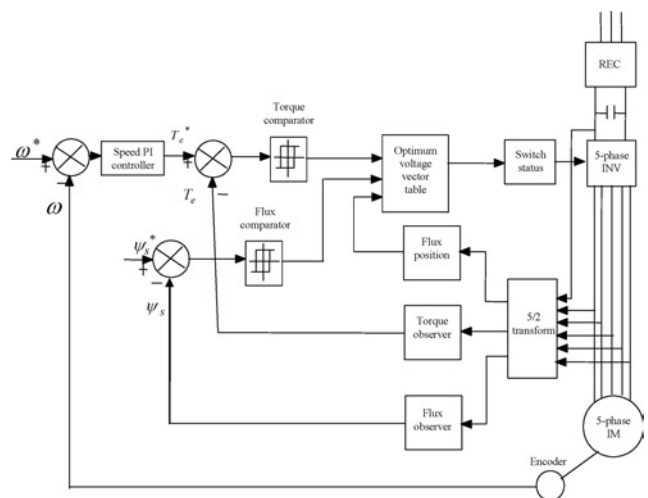 REC
Torque
comparator
ω*
+
−
Speed PI
controller
Te*
+
−
Optimum
voltage
vector
table
Switch
status
5-phase
INV
ω
Te
Flux
comparator
ψs*
+
−
ψs
Flux
position
Torque
observer
5/2
transform
Flux
observer
5-phase
IM
Encoder